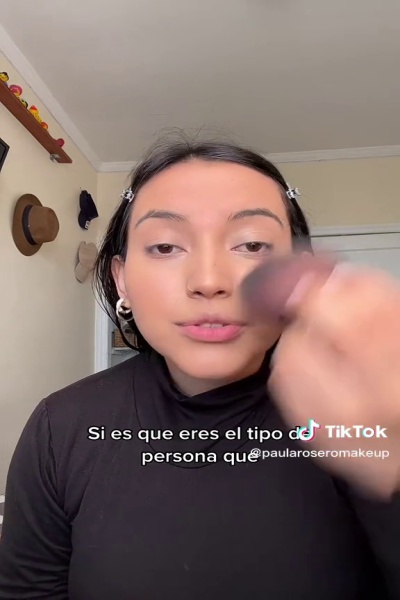 Si es que eres el tipo de
persona que
TikTok
@paularoseromakeup